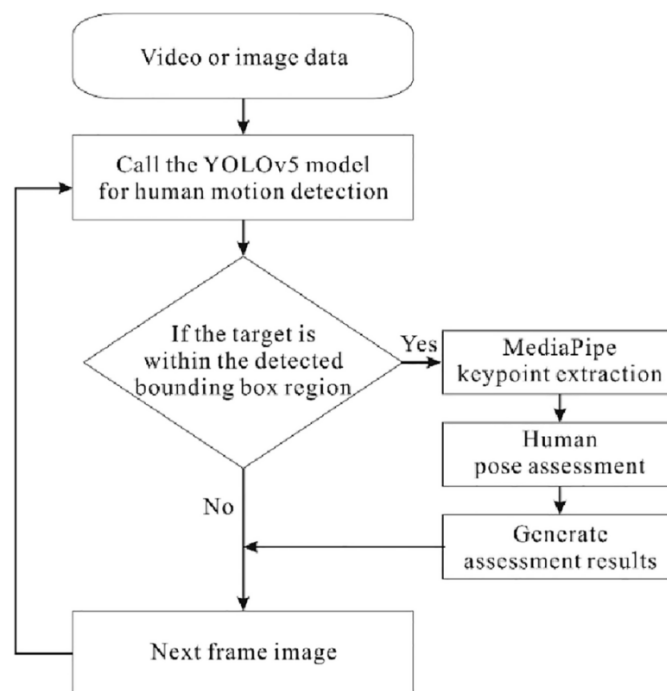 Video or image data
Call the YOLOv5 model
for human motion detection
If the target is
within the detected
bounding box region
Yes
MediaPipe
keypoint extraction
Human
pose assessment
No
Generate
assessment results
Next frame image